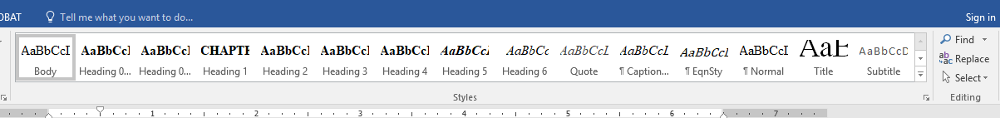 OBAT Tell me what you want to do... Sign in
AaBbCcI AaBbCcI AaBbCcI CHAPTE AaBbCcI AaBbCcI AaBbCcI AaBbCcI AaBbCc AaBbCcL AaBbCcL AaBbCcL AaBbCcI AaE AaBbCcD
Body Heading 0... Heading 0... Heading 1 Heading 2 Heading 3 Heading 4 Heading 5 Heading 6 Quote ¶ Caption... ¶ EqnSty ¶ Normal Title Subtitle
Find
Replace
Select
Styles Editing
1 2 3 4 5 6 7